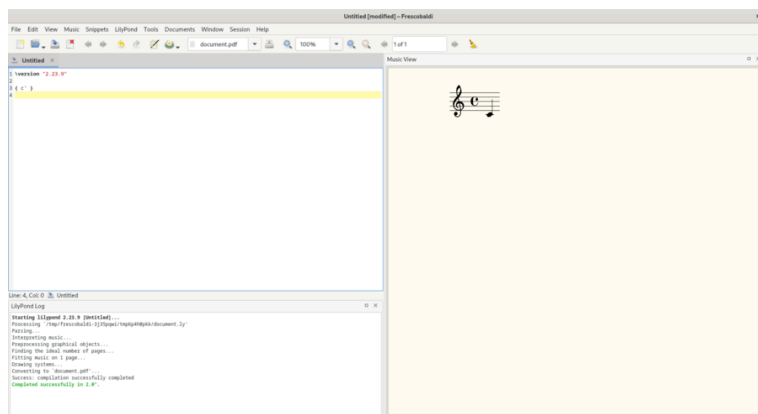 Untitled [modified] – Frescobaldi
File Edit View Music Snippets LilyPond Tools Documents Window Session Help
document.pdf 100% 1 of 1
Untitled
Music View
1 \version "2.23.9"
2
3 { c' }
4
Line: 4, Col: 0 Untitled
LilyPond Log
Starting lilypond 2.23.9 [Untitled]...
Parsing...
Interpreting music...
Preprocessing graphical objects...
Finding the ideal number of pages...
Fitting music on 1 page...
Drawing systems...
Converting to `document.pdf'...
Success: compilation successfully completed
Completed successfully in 2.0".